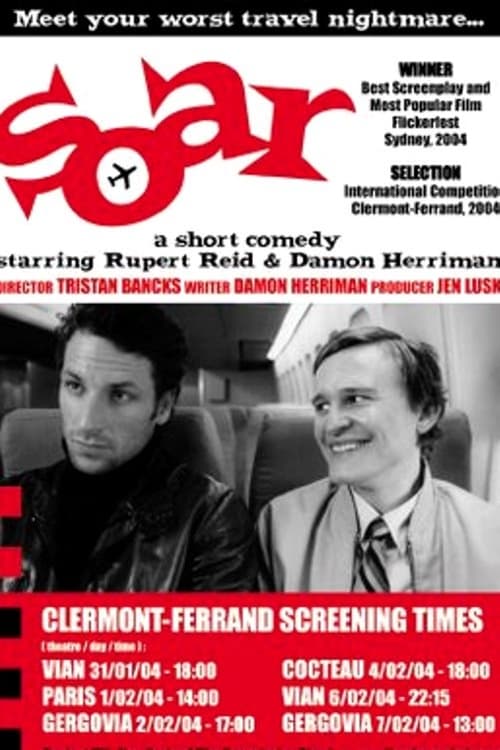 Meet your worst travel nightmare...
soar
WINNER
Best Screenplay and
Most Popular Film
Flickerfest
Sydney, 2004
SELECTION
International Competitio
Clermont-Ferrand, 2004
a short comedy
starring Rupert Reid & Damon Herriman
DIRECTOR TRISTAN BANCKS WRITER DAMON HERRIMAN PRODUCER JEN LUSK
CLERMONT-FERRAND SCREENING TIMES
( theatre / day / time ) :
VIAN 31/01/04 - 18:00
PARIS 1/02/04 - 14:00
GERGOVIA 2/02/04 - 17:00
COCTEAU 4/02/04 - 18:00
VIAN 6/02/04 - 22:15
GERGOVIA 7/02/04 - 13:00